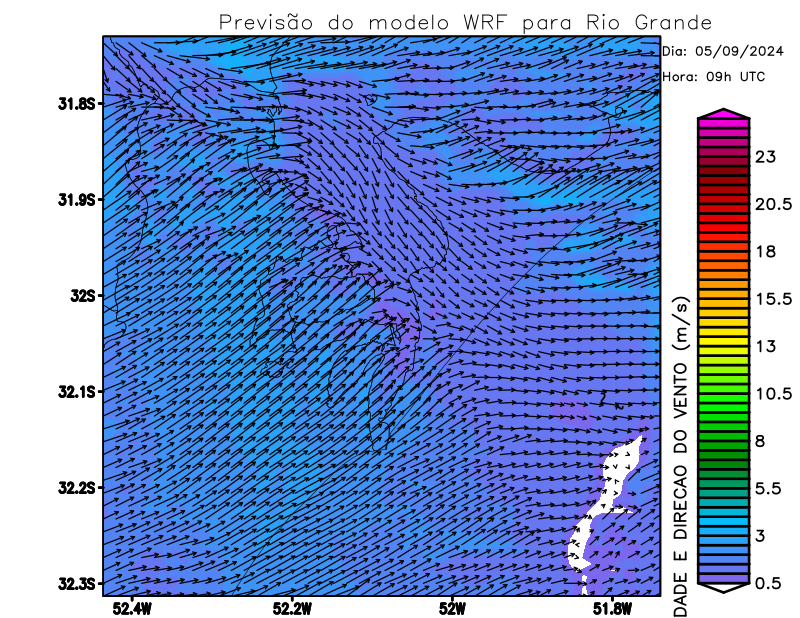 Previsão do modelo WRF para Rio Grande
Dia: 05/09/2024
Hora: 09h UTC
31.8S
31.9S
32S
32.1S
32.2S
32.3S
52.4W
52.2W
52W
51.8W
DADE E DIRECAO DO VENTO (m/s)
23
20.5
18
15.5
13
10.5
8
5.5
3
0.5